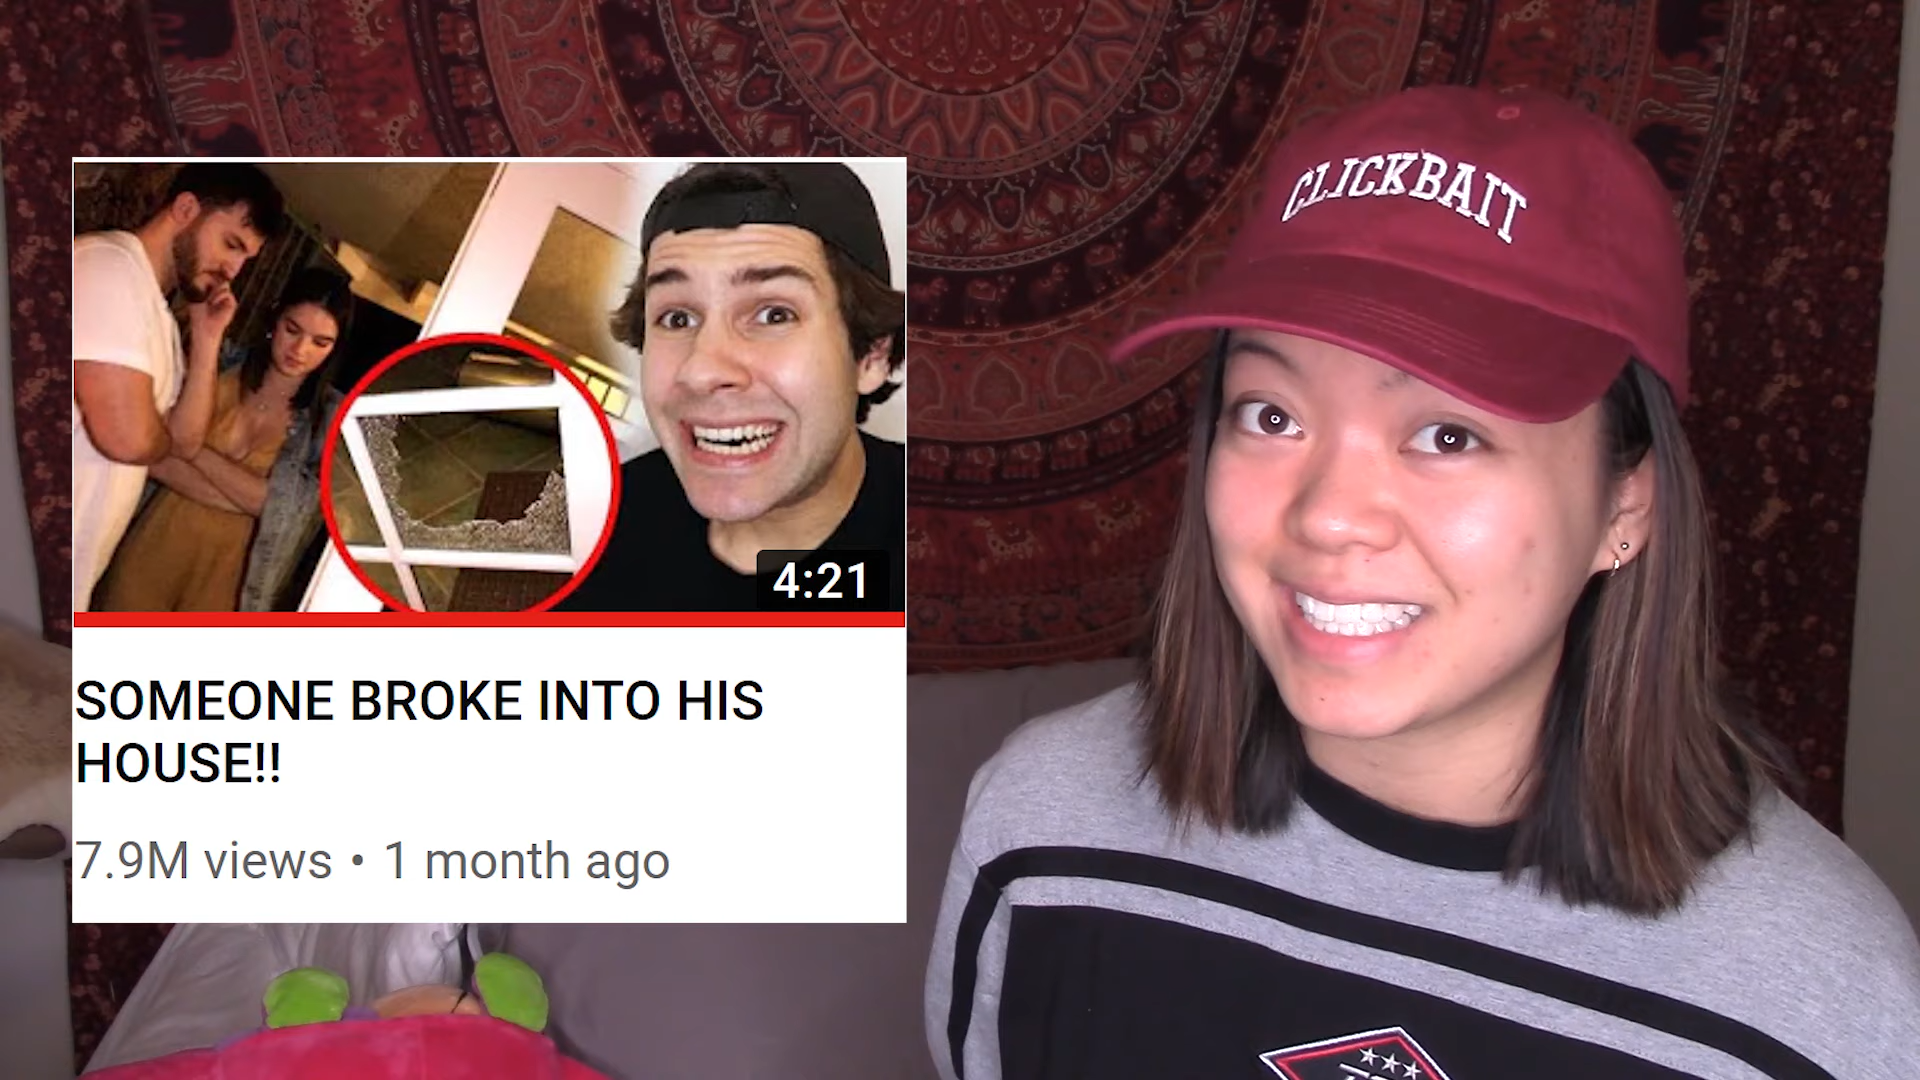 CLICKBAIT
4:21
SOMEONE BROKE INTO HIS
HOUSE!!
7.9M views • 1 month ago